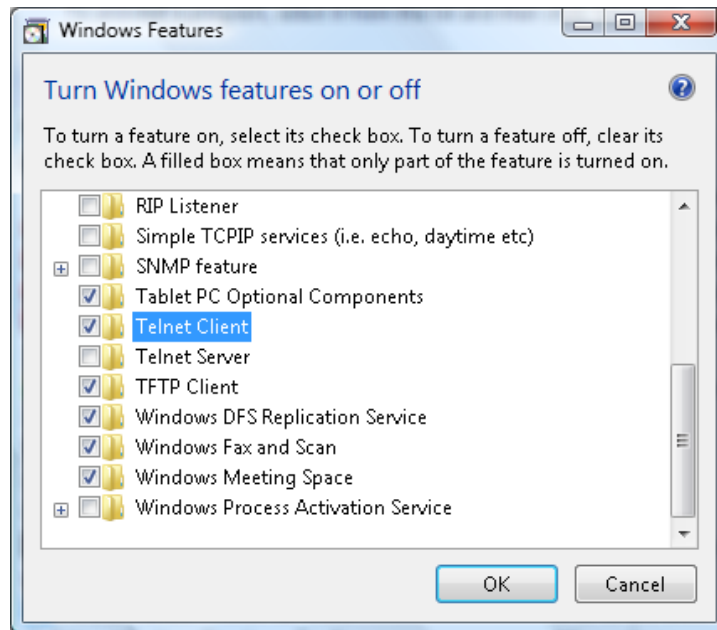 Windows Features
Turn Windows features on or off
To turn a feature on, select its check box. To turn a feature off, clear its
check box. A filled box means that only part of the feature is turned on.
RIP Listener
Simple TCPIP services (i.e. echo, daytime etc)
SNMP feature
Tablet PC Optional Components
Telnet Client
Telnet Server
TFTP Client
Windows DFS Replication Service
Windows Fax and Scan
Windows Meeting Space
Windows Process Activation Service
OK Cancel